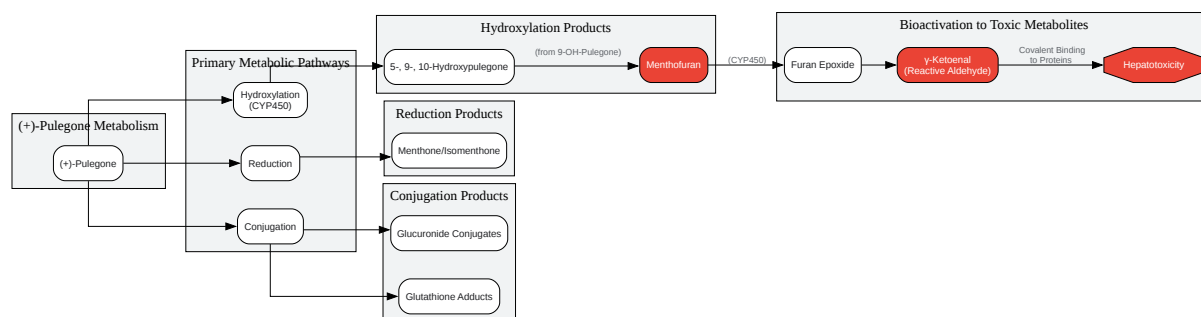 (+)-Pulegone Metabolism
(+)-Pulegone
Primary Metabolic Pathways
Hydroxylation
(CYP450)
Reduction
Conjugation
Hydroxylation Products
5-, 9-, 10-Hydroxypulegone
(from 9-OH-Pulegone)
Menthofuran
(CYP450)
Reduction Products
Menthone/Isomenthone
Conjugation Products
Glucuronide Conjugates
Glutathione Adducts
Bioactivation to Toxic Metabolites
Furan Epoxide
γ-Ketoenal
(Reactive Aldehyde)
Covalent Binding
to Proteins
Hepatotoxicity